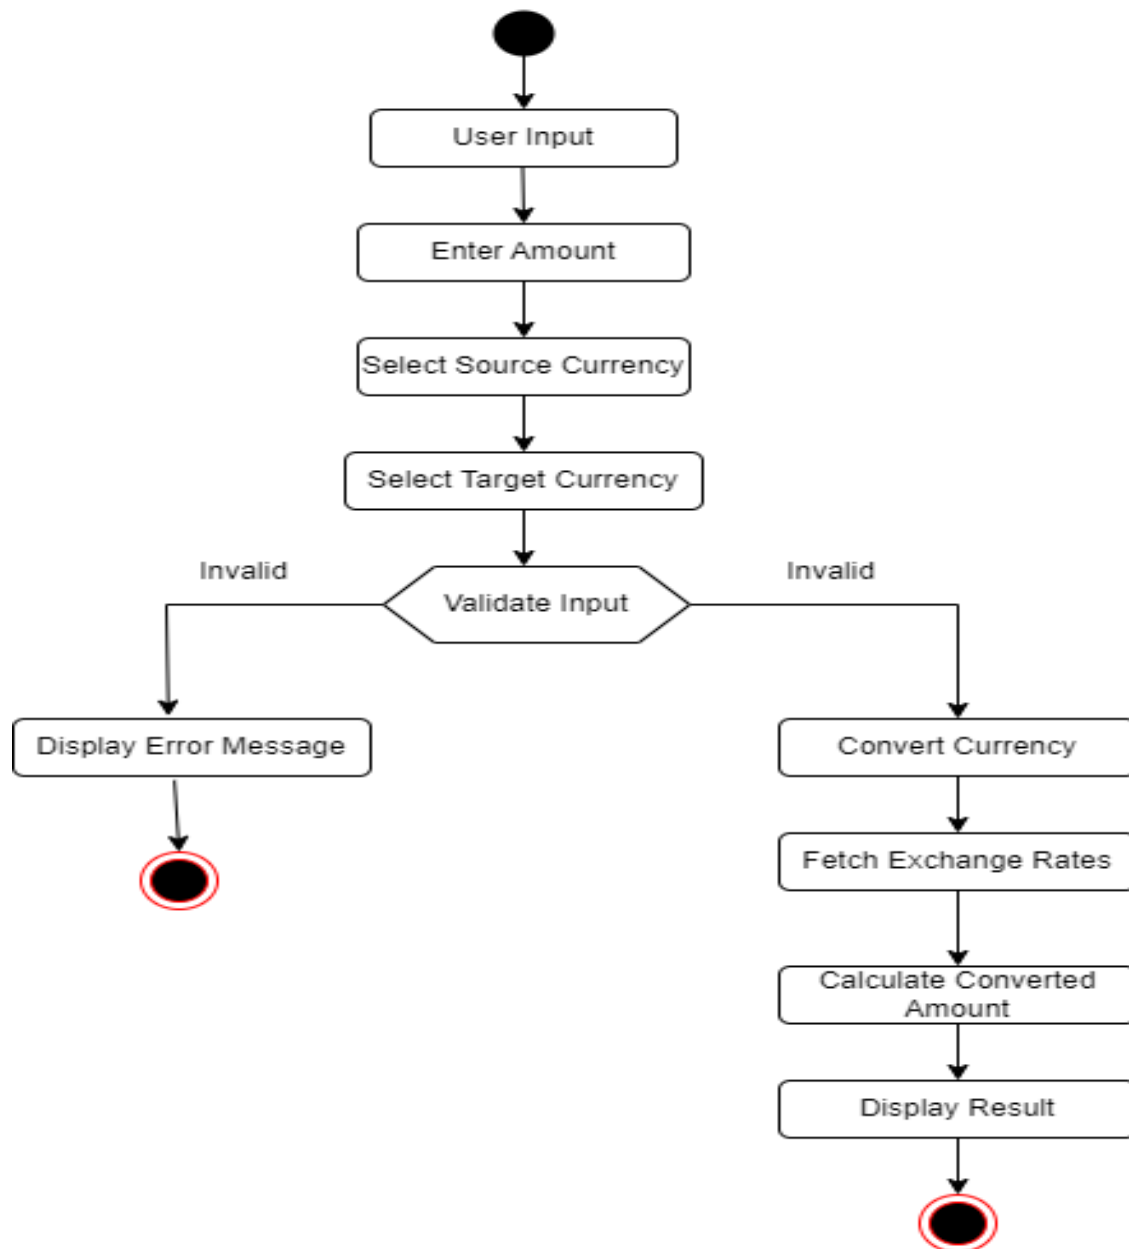 User Input
Enter Amount
Select Source Currency
Select Target Currency
Invalid
Validate Input
Invalid
Display Error Message
Convert Currency
Fetch Exchange Rates
Calculate Converted
Amount
Display Result